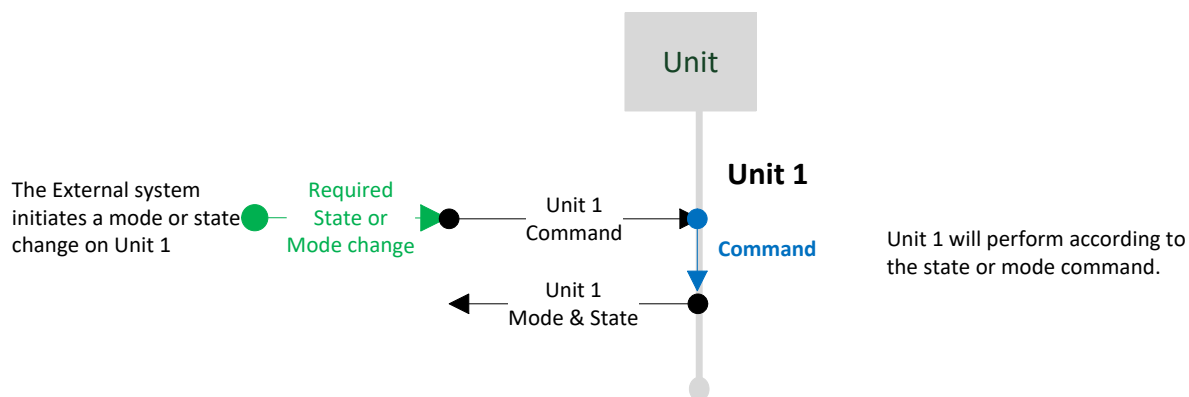 Unit
Unit 1
The External system
initiates a mode or state
change on Unit 1
Required
State or
Mode change
Unit 1
Command
Command
Unit 1 will perform according to
the state or mode command.
Unit 1
Mode & State